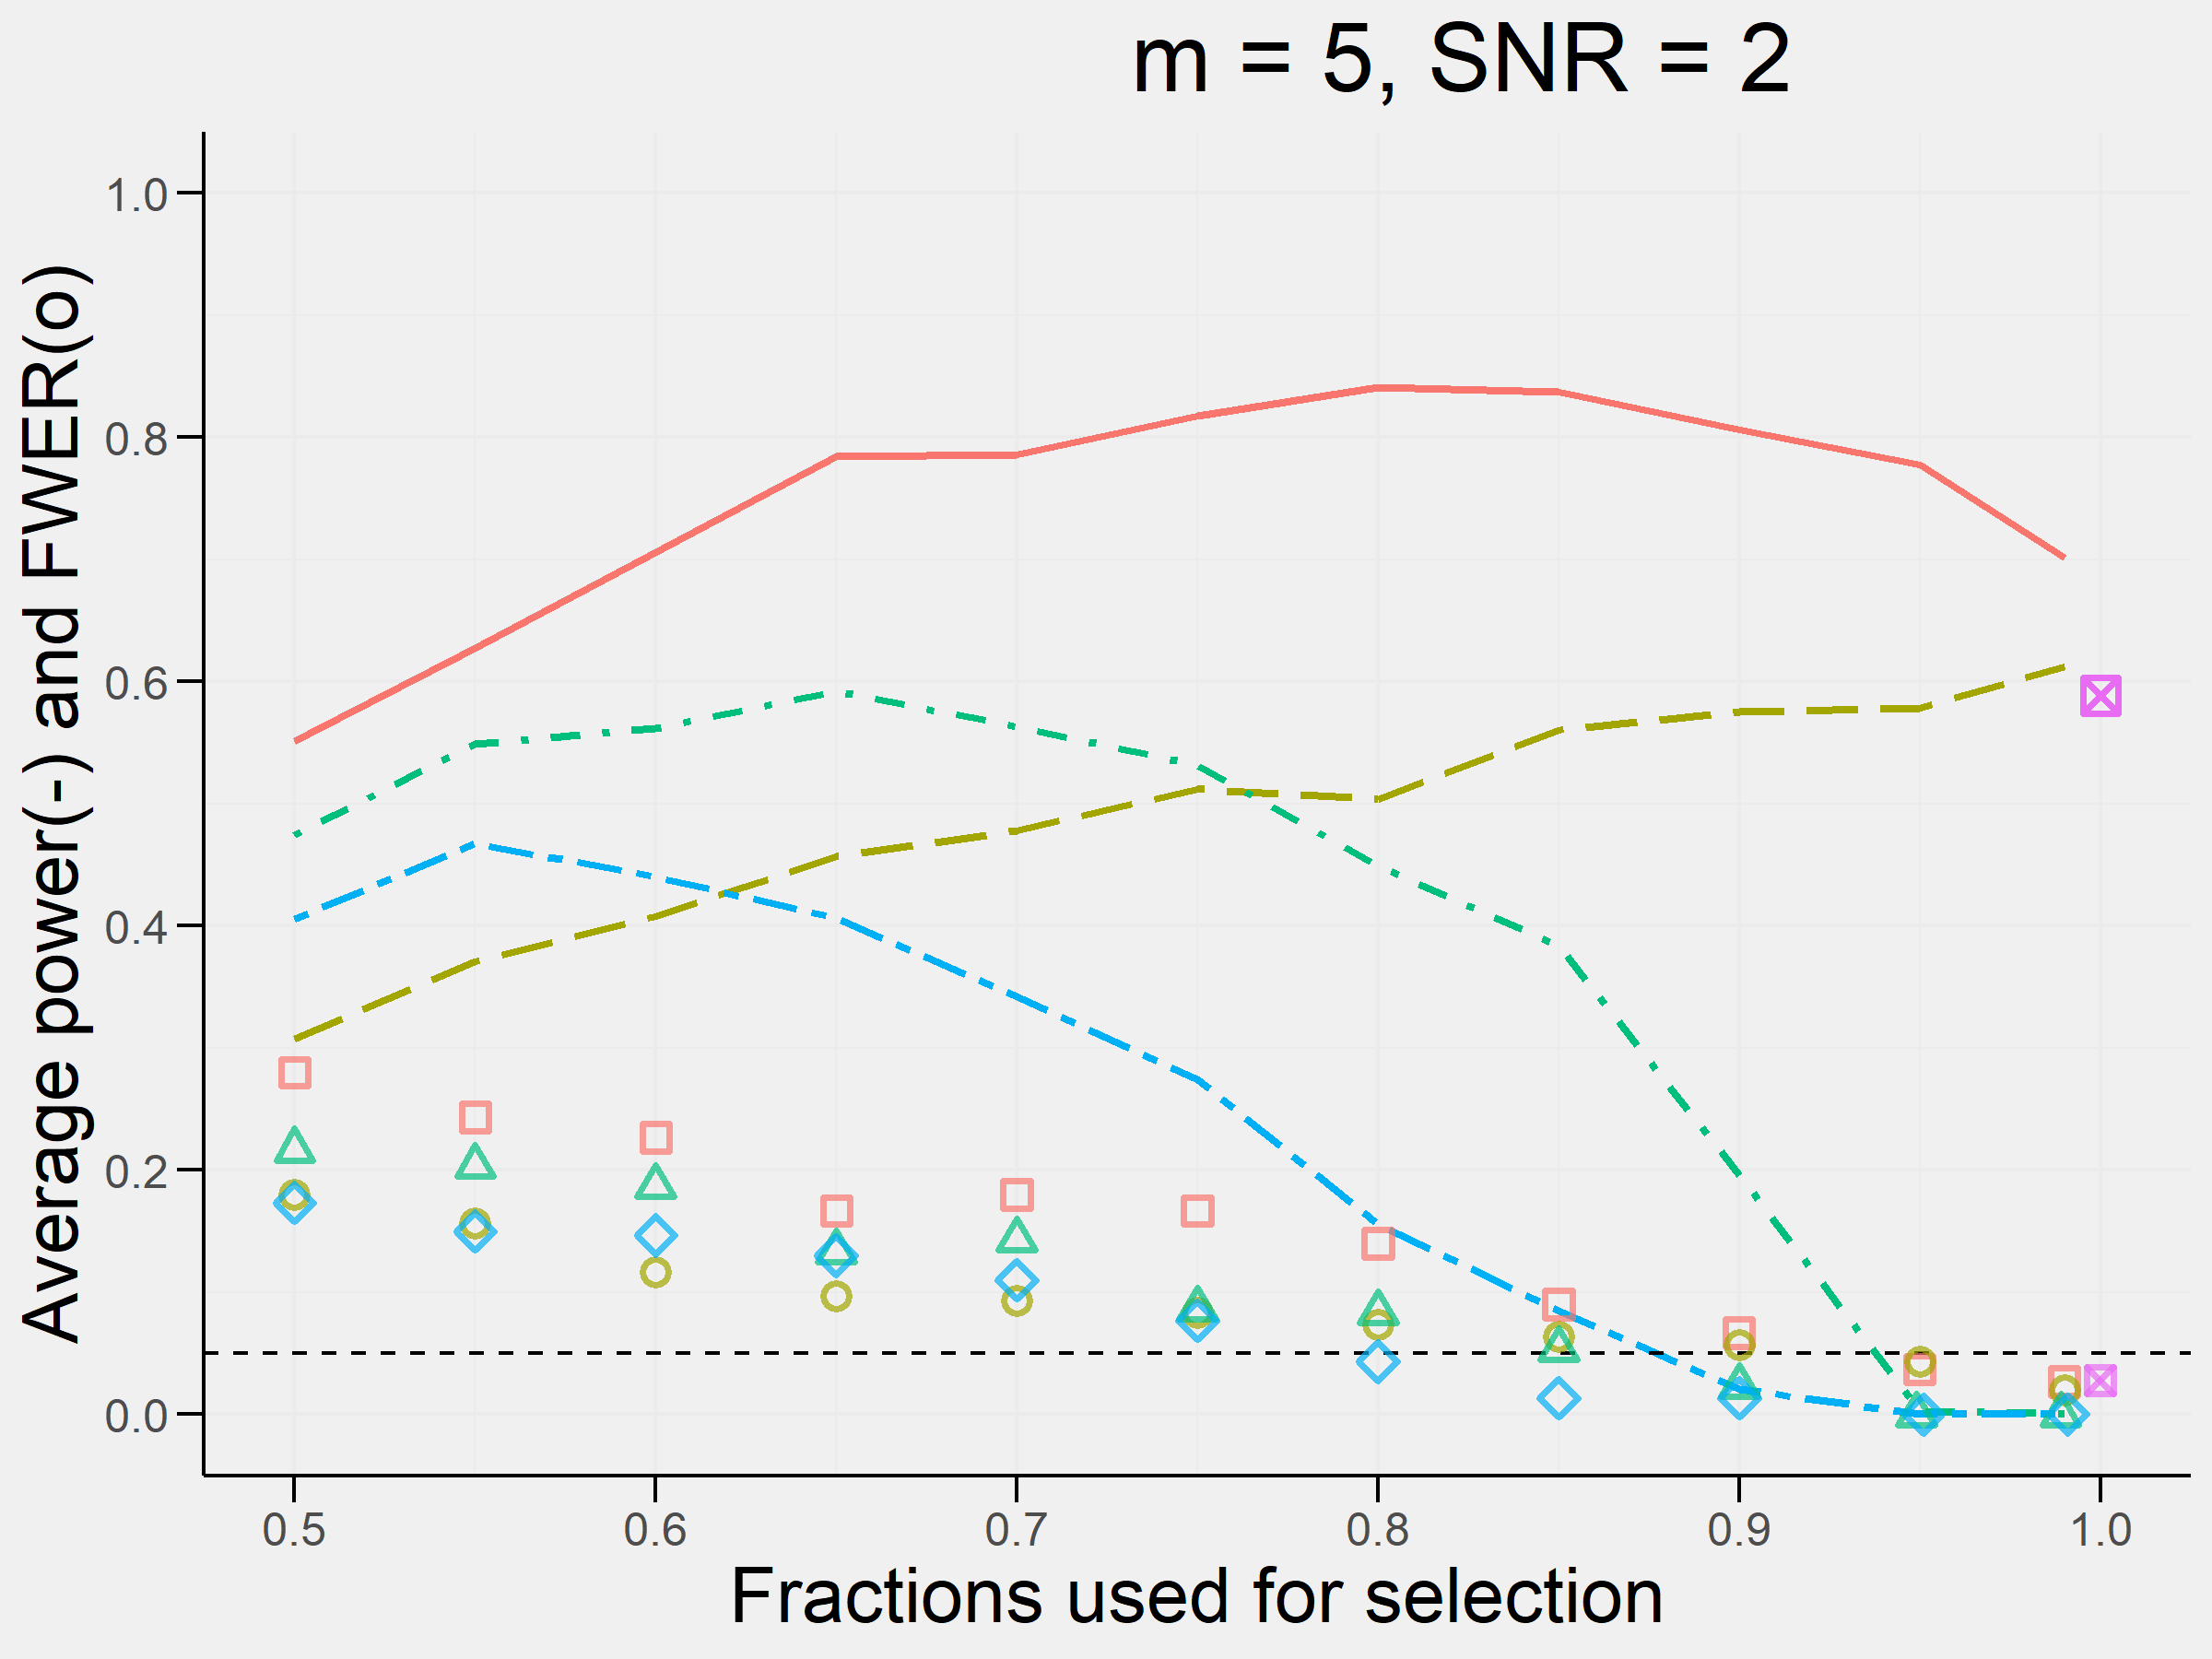 m = 5, SNR = 2
Average power(-) and FWER(o)
1.0
0.8
0.6
0.4
0.2
0.0
0.5 0.6 0.7 0.8 0.9 1.0
Fractions used for selection